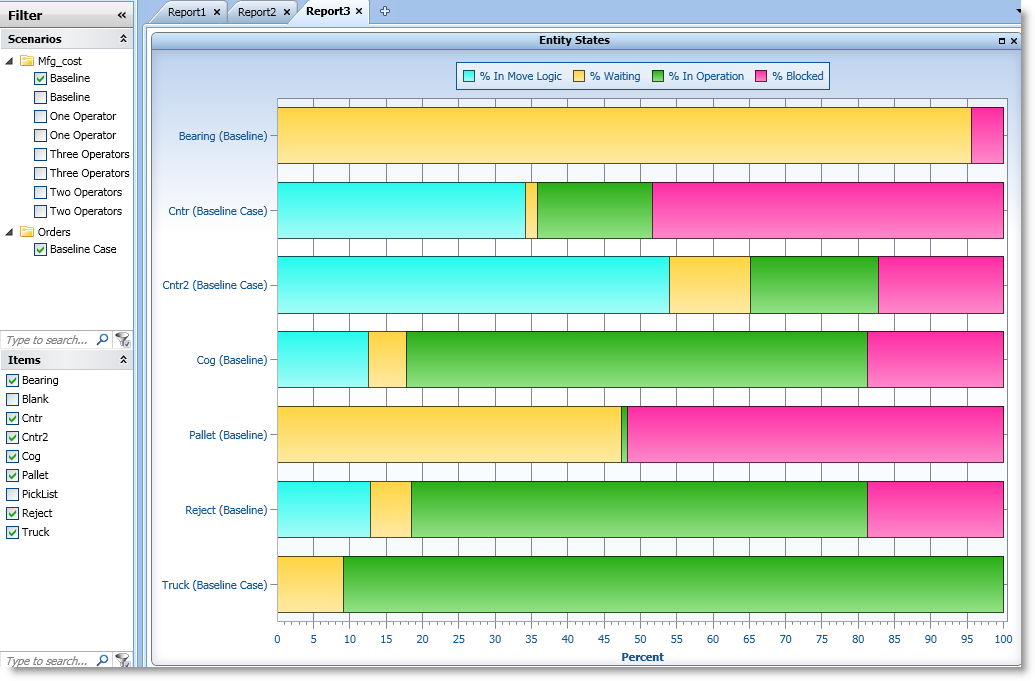 Filter
Scenarios
Mfg_cost
Baseline
Baseline
One Operator
One Operator
Three Operators
Three Operators
Two Operators
Two Operators
Orders
Baseline Case
Type to search...
Items
Bearing
Blank
Cntr
Cntr2
Cog
Pallet
PickList
Reject
Truck
Type to search...
Report1 Report2 Report3
Entity States
% In Move Logic % Waiting % In Operation % Blocked
Bearing (Baseline)
Cntr (Baseline Case)
Cntr2 (Baseline Case)
Cog (Baseline)
Pallet (Baseline)
Reject (Baseline)
Truck (Baseline Case)
0 5 10 15 20 25 30 35 40 45 50 55 60 65 70 75 80 85 90 95 100
Percent